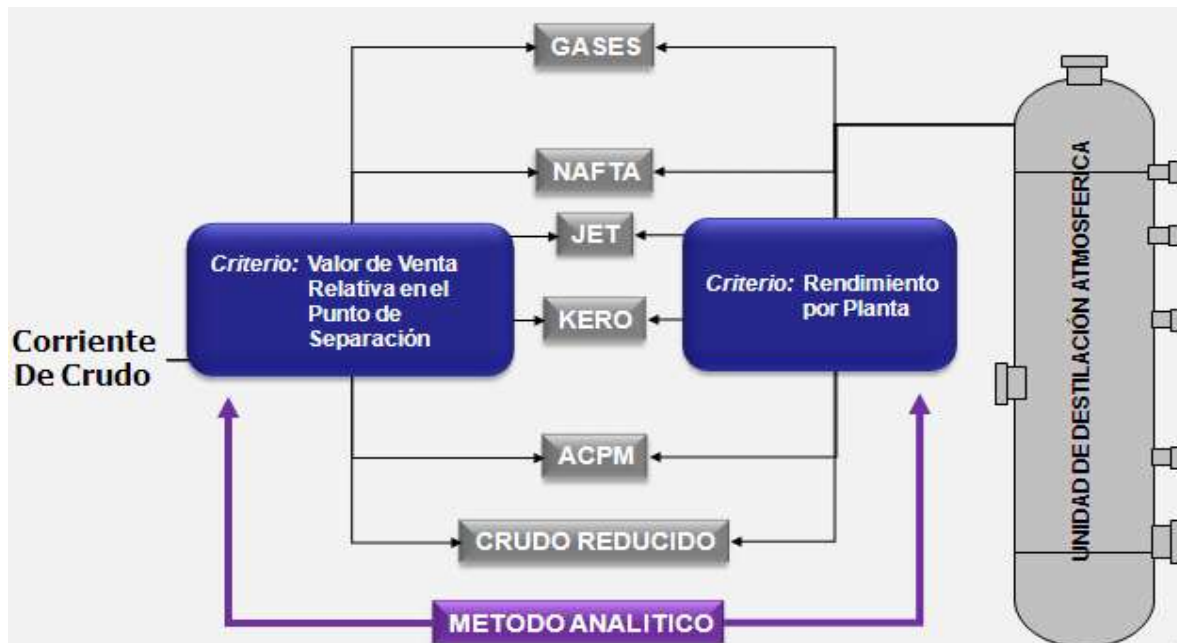 GASES
NAFTA
JET
KERO
ACPM
CRUDO REDUCIDO
Criterio: Valor de Venta
Relativa en el
Punto de
Separación
Criterio: Rendimiento
por Planta
Corriente
De Crudo
METODO ANALITICO
UNIDAD DE DESTILACIÓN ATMOSFERICA